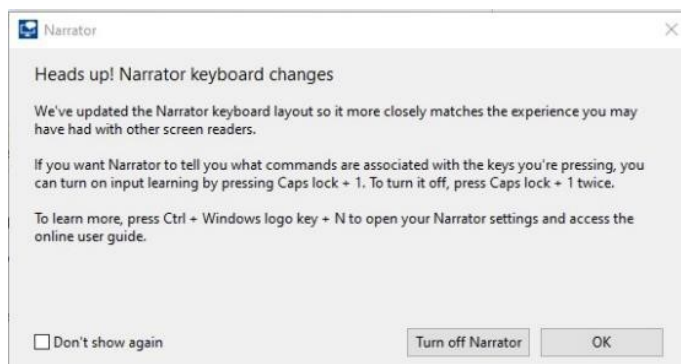 Narrator
Heads up! Narrator keyboard changes
We've updated the Narrator keyboard layout so it more closely matches the experience you may
have had with other screen readers.
If you want Narrator to tell you what commands are associated with the keys you're pressing, you
can turn on input learning by pressing Caps lock + 1. To turn it off, press Caps lock + 1 twice.
To learn more, press Ctrl + Windows logo key + N to open your Narrator settings and access the
online user guide.
Don't show again
Turn off Narrator
OK